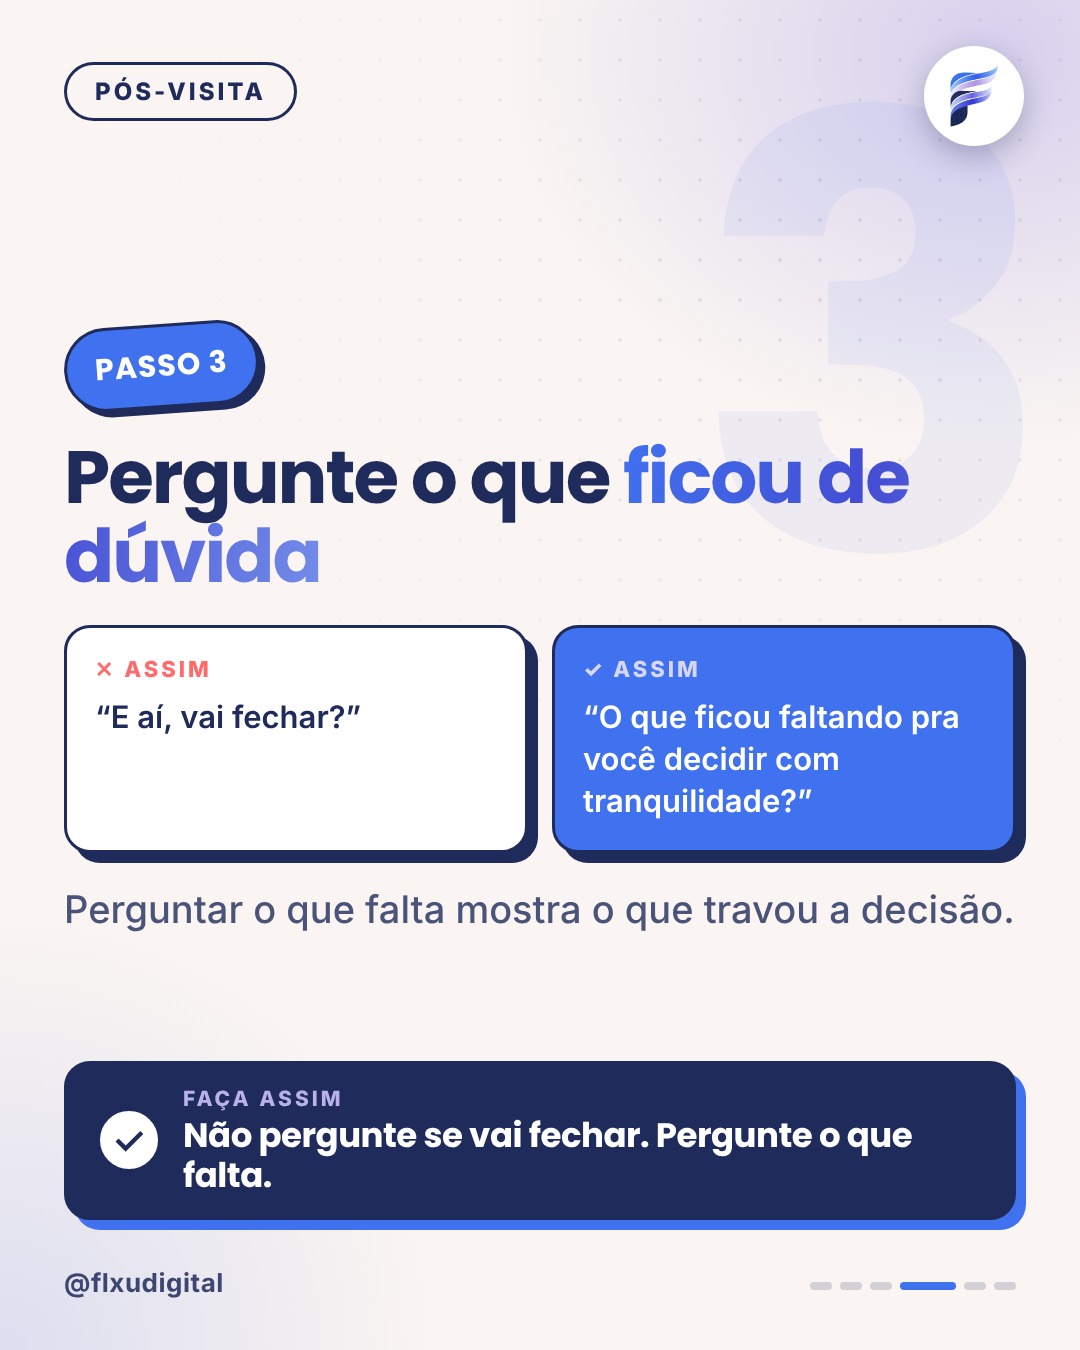 PÓS-VISITA
3
PASSO 3
Pergunte o que ficou de
dúvida
✕ ASSIM
“E aí, vai fechar?”
✓ ASSIM
“O que ficou faltando pra
você decidir com
tranquilidade?”
Perguntar o que falta mostra o que travou a decisão.
FAÇA ASSIM
Não pergunte se vai fechar. Pergunte o que
falta.
@flxudigital